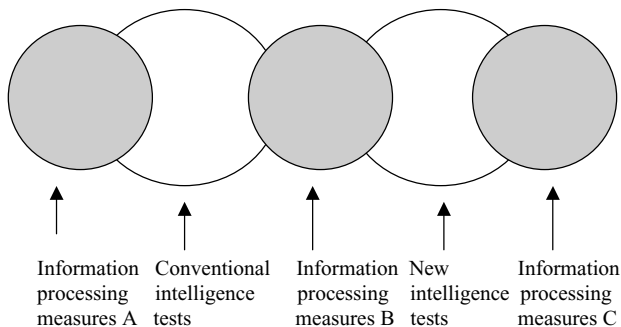 Information
processing
measures A
Conventional
intelligence
tests
Information
processing
measures B
New
intelligence
tests
Information
processing
measures C